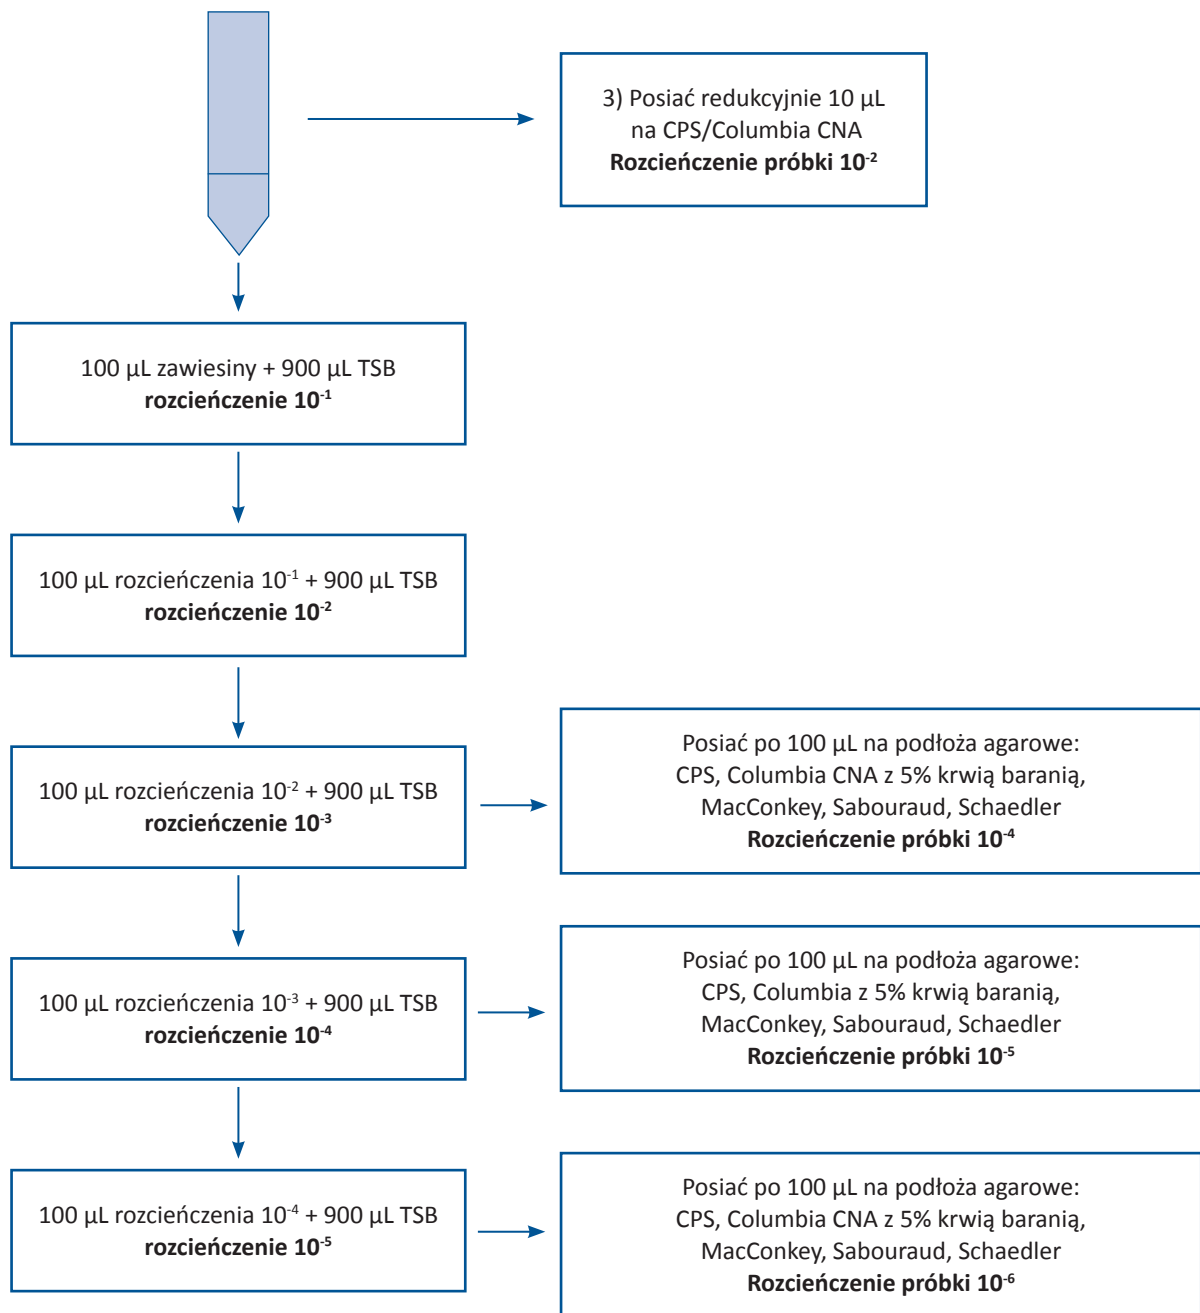 3) Posiać redukcyjnie 10 µL
na CPS/Columbia CNA
Rozcieńczenie próbki 10⁻²
100 µL zawiesiny + 900 µL TSB
rozcieńczenie 10⁻¹
100 µL rozcieńczenia 10⁻¹ + 900 µL TSB
rozcieńczenie 10⁻²
100 µL rozcieńczenia 10⁻² + 900 µL TSB
rozcieńczenie 10⁻³
Posiać po 100 µL na podłoża agarowe:
CPS, Columbia CNA z 5% krwią baranią,
MacConkey, Sabouraud, Schaedler
Rozcieńczenie próbki 10⁻⁴
100 µL rozcieńczenia 10⁻³ + 900 µL TSB
rozcieńczenie 10⁻⁴
Posiać po 100 µL na podłoża agarowe:
CPS, Columbia z 5% krwią baranią,
MacConkey, Sabouraud, Schaedler
Rozcieńczenie próbki 10⁻⁵
100 µL rozcieńczenia 10⁻⁴ + 900 µL TSB
rozcieńczenie 10⁻⁵
Posiać po 100 µL na podłoża agarowe:
CPS, Columbia CNA z 5% krwią baranią,
MacConkey, Sabouraud, Schaedler
Rozcieńczenie próbki 10⁻⁶